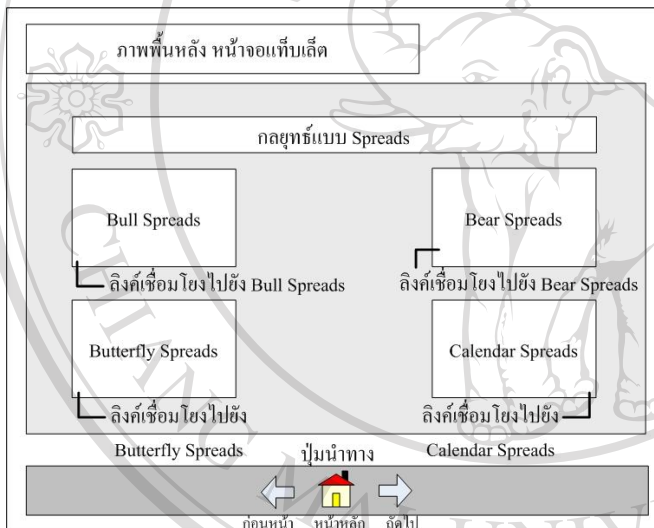 ภาพพื้นหลัง หน้าจอแท็บเล็ต
กลยุทธ์แบบ Spreads
Bull Spreads
Bear Spreads
ลิงค์เชื่อมโยงไปยัง Bull Spreads
ลิงค์เชื่อมโยงไปยัง Bear Spreads
Butterfly Spreads
Calendar Spreads
ลิงค์เชื่อมโยงไปยัง
ลิงค์เชื่อมโยงไปยัง
Butterfly Spreads
ปุ่มนำทาง
Calendar Spreads
ก่อนหน้า หน้าหลัก ถัดไป
CHIANG MAI UNIV